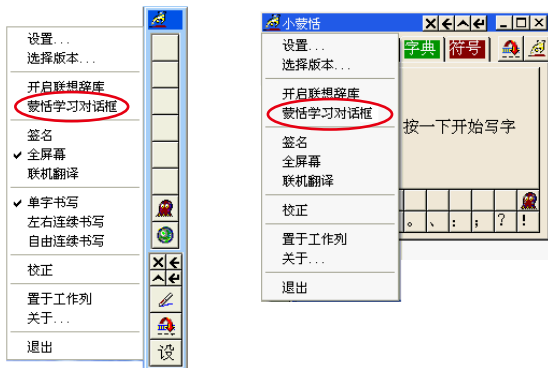 设置...
选择版本...
开启联想辞库
蒙恬学习对话框
签名
全屏幕
联机翻译
单字书写
左右连续书写
自由连续书写
校正
置于工作列
关于...
退出
设
小蒙恬
设置...
选择版本...
开启联想辞库
蒙恬学习对话框
签名
全屏幕
联机翻译
校正
置于工作列
关于...
退出
字典 符号
按一下开始写字
。 、 : ; ? !